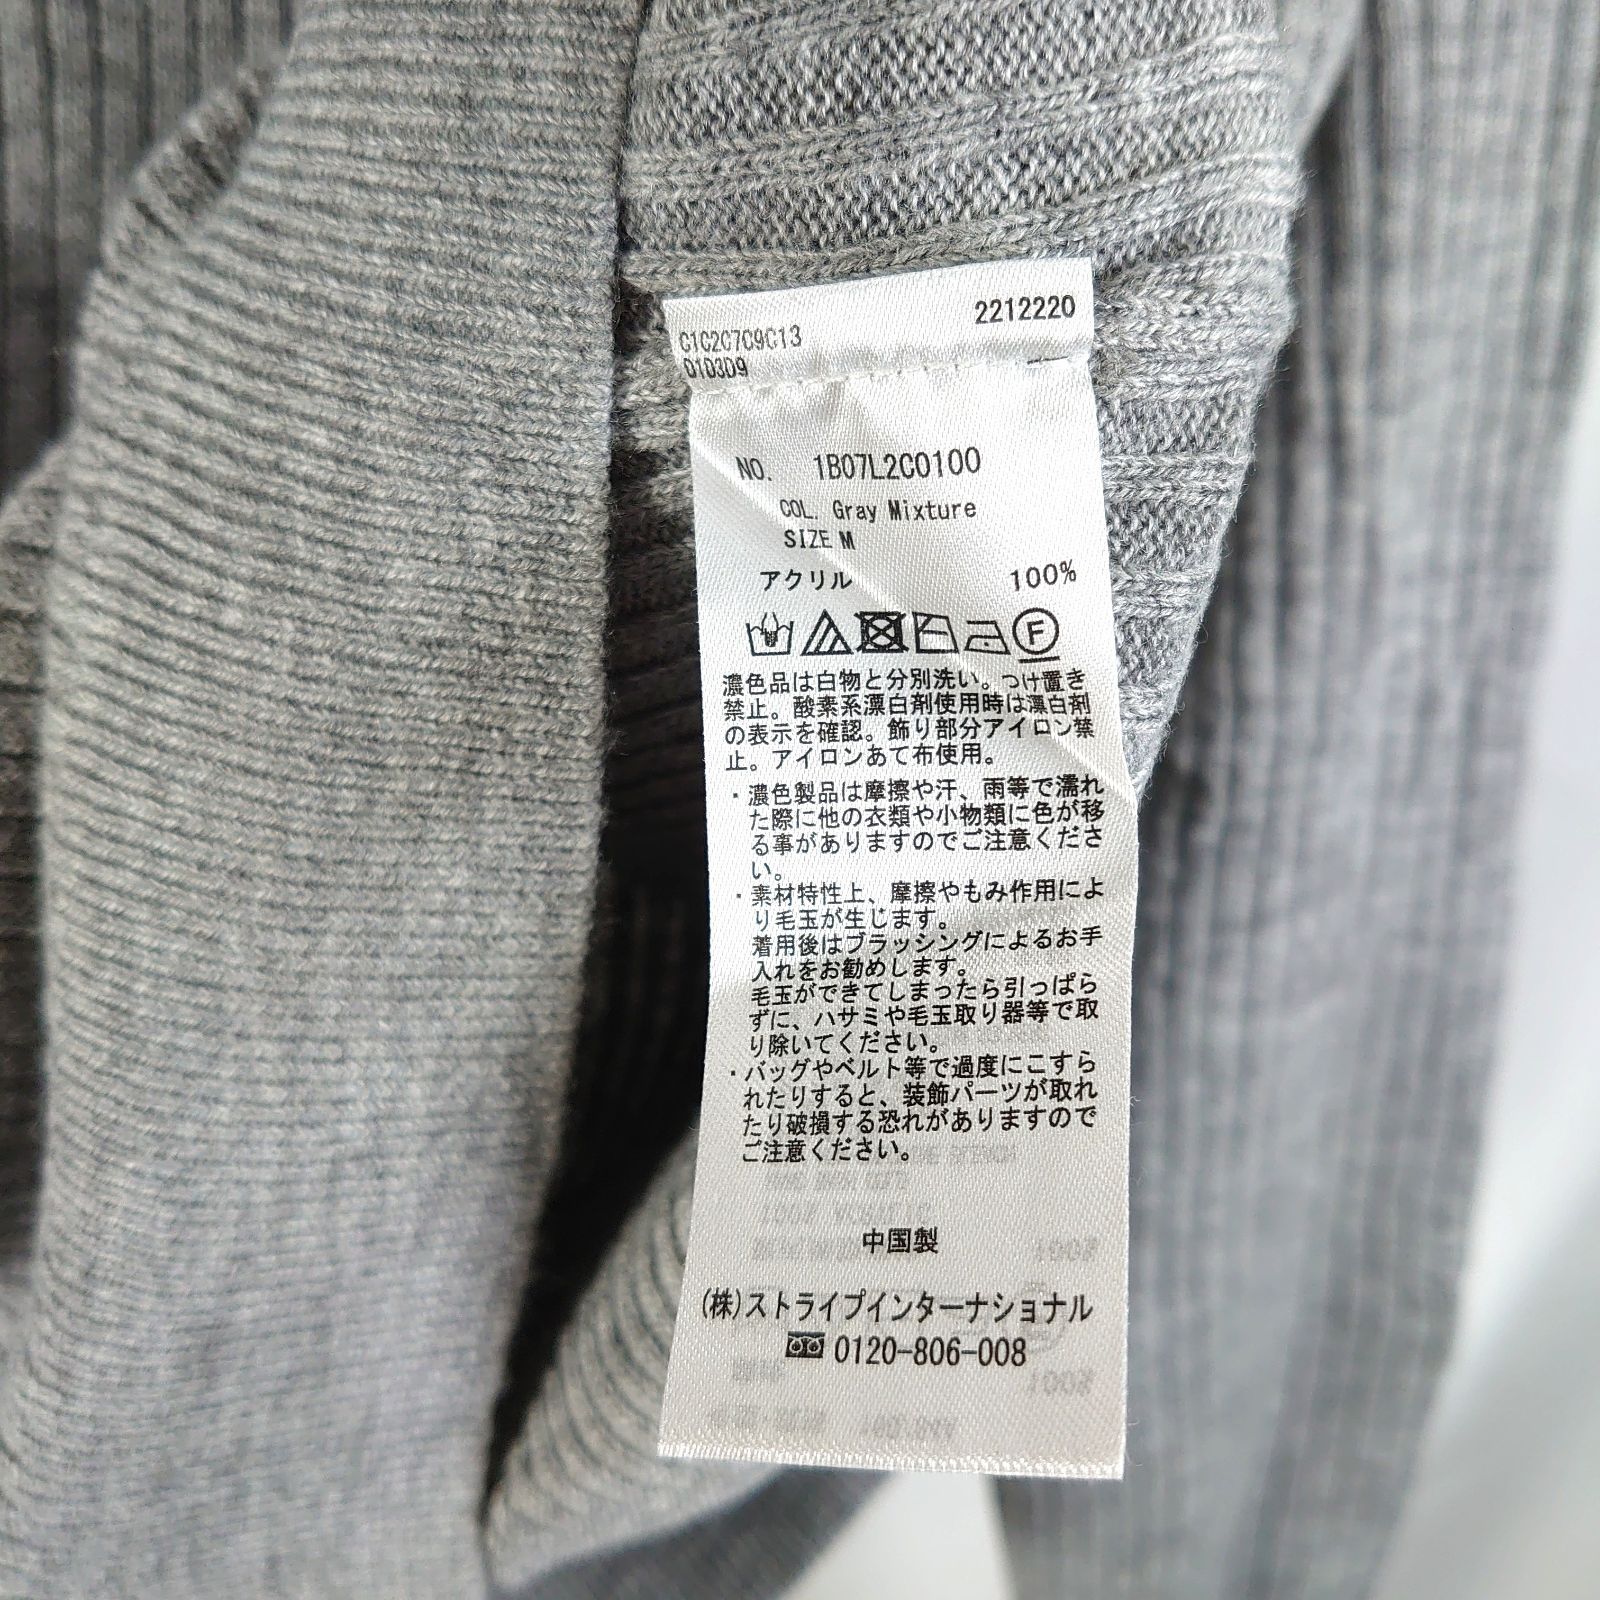 2212220
C1C2C7C9C13
D1D3D9
NO. 1B07L2C0100
COL. Gray Mixture
SIZE M
アクリル 100%
F
濃色品は白物と分別洗い。つけ置き
禁止。酸素系漂白剤使用時は漂白剤
の表示を確認。飾り部分アイロン禁
止。アイロンあて布使用。
・濃色製品は摩擦や汗、雨等で濡れ
た際に他の衣類や小物類に色が移
る事がありますのでご注意くださ
い。
・素材特性上、摩擦やもみ作用によ
り毛玉が生じます。
着用後はブラッシングによるお手
入れをお勧めします。
毛玉ができてしまったら引っぱら
ずに、ハサミや毛玉取り器等で取
り除いてください。
・バッグやベルト等で過度にこすら
れたりすると、装飾パーツが取れ
たり破損する恐れがありますので
ご注意ください。
中国製
(株)ストライプインターナショナル
0120-806-008